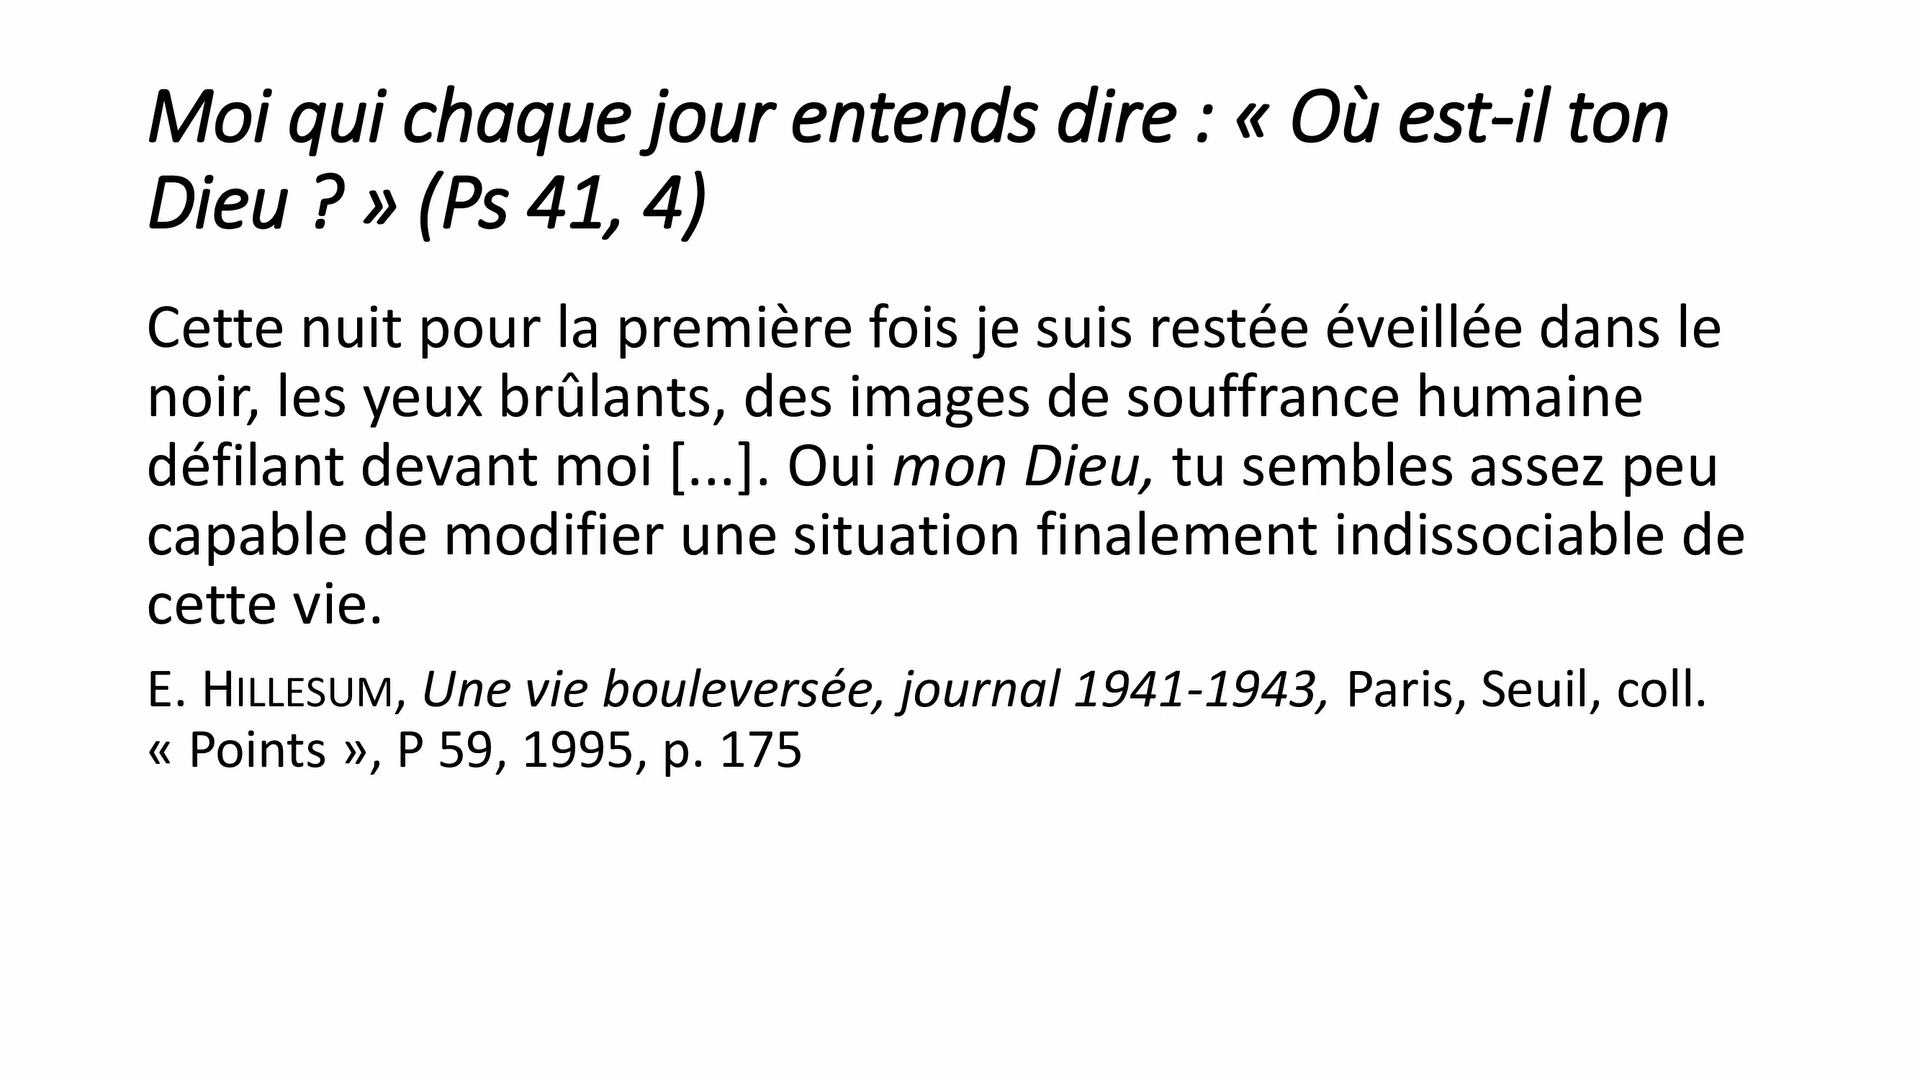 Moi qui chaque jour entends dire : « Où est-il ton
Dieu ? » (Ps 41, 4)
Cette nuit pour la première fois je suis restée éveillée dans le
noir, les yeux brûlants, des images de souffrance humaine
défilant devant moi [...]. Oui mon Dieu, tu sembles assez peu
capable de modifier une situation finalement indissociable de
cette vie.
E. HILLESUM, Une vie bouleversée, journal 1941-1943, Paris, Seuil, coll.
« Points », P 59, 1995, p. 175